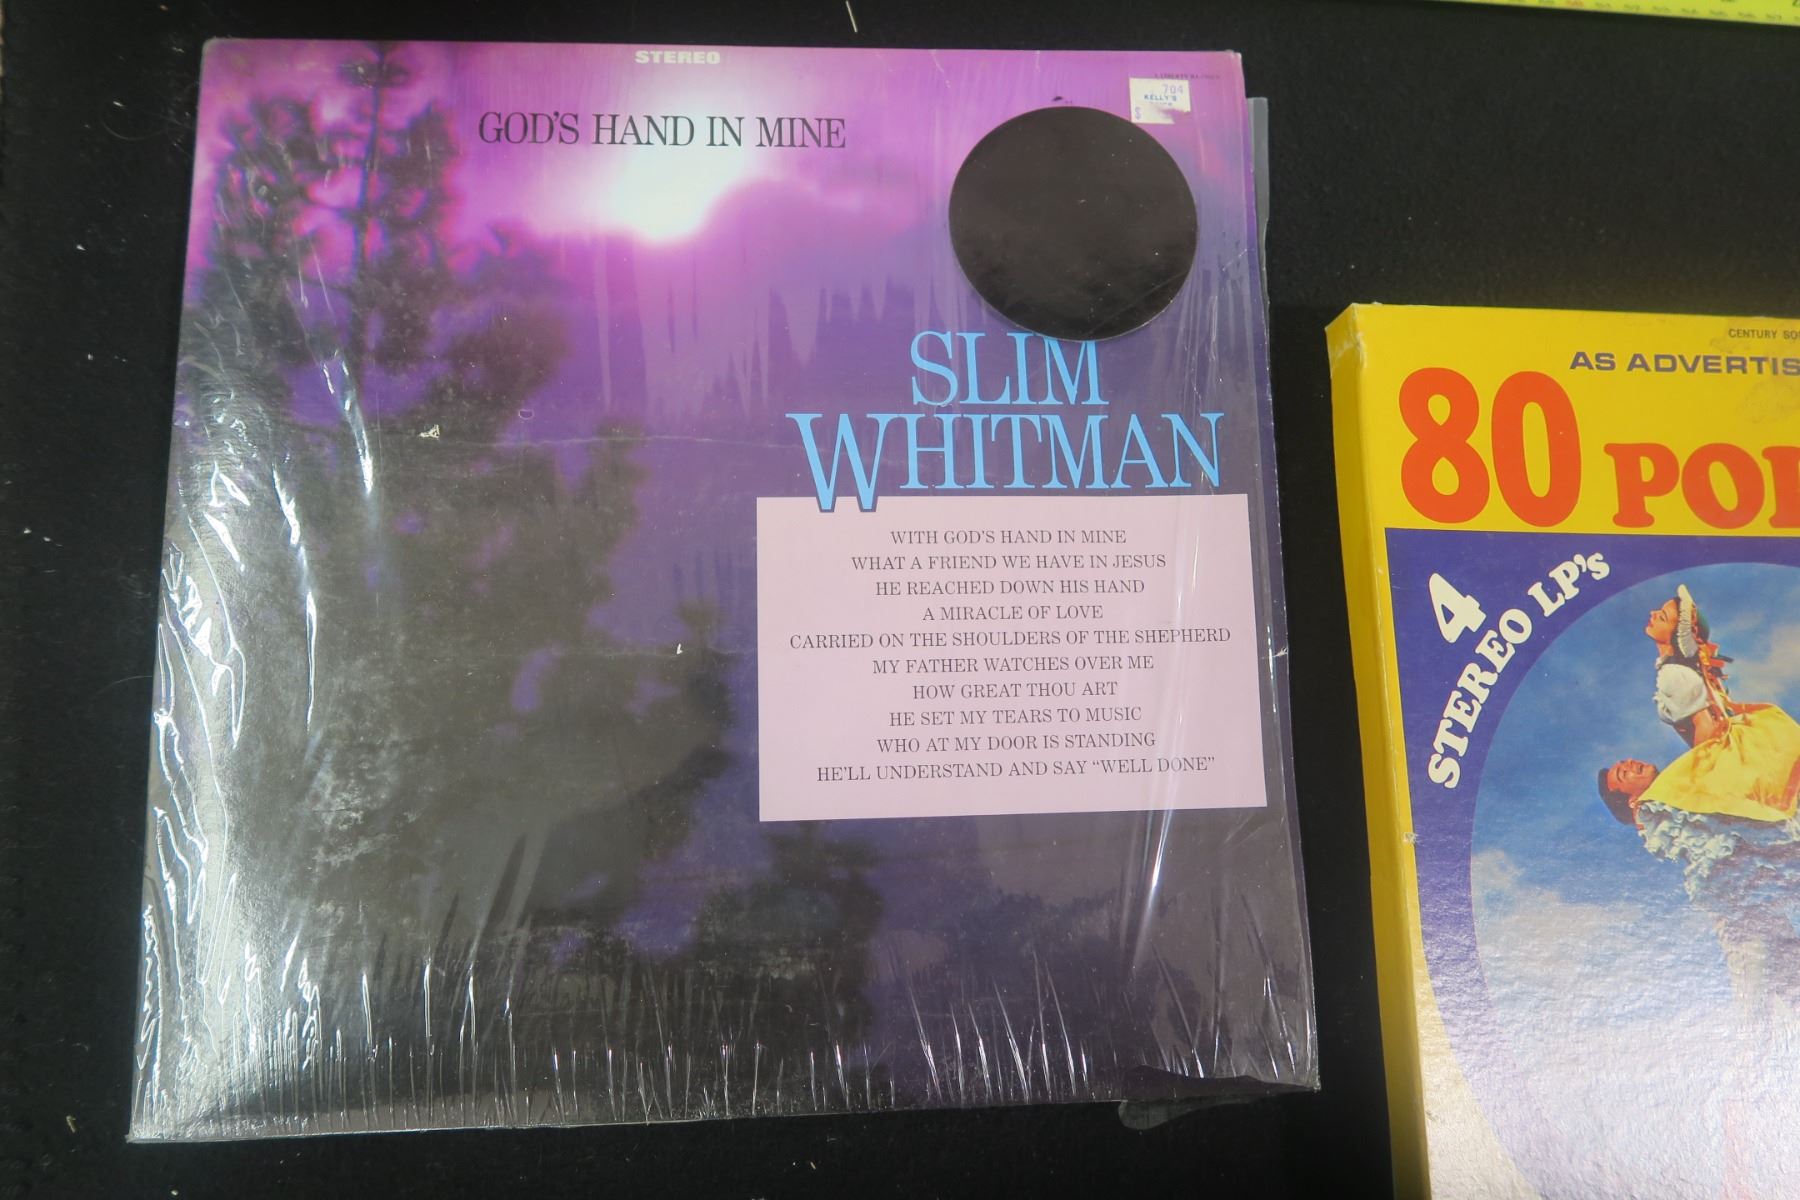 STEREO
704
KELLY'S
$
GOD'S HAND IN MINE
SLIM
WHITMAN
WITH GOD'S HAND IN MINE
WHAT A FRIEND WE HAVE IN JESUS
HE REACHED DOWN HIS HAND
A MIRACLE OF LOVE
CARRIED ON THE SHOULDERS OF THE SHEPHERD
MY FATHER WATCHES OVER ME
HOW GREAT THOU ART
HE SET MY TEARS TO MUSIC
WHO AT MY DOOR IS STANDING
HE'LL UNDERSTAND AND SAY “WELL DONE”
CENTURY
AS
80
4
STEREO LP's